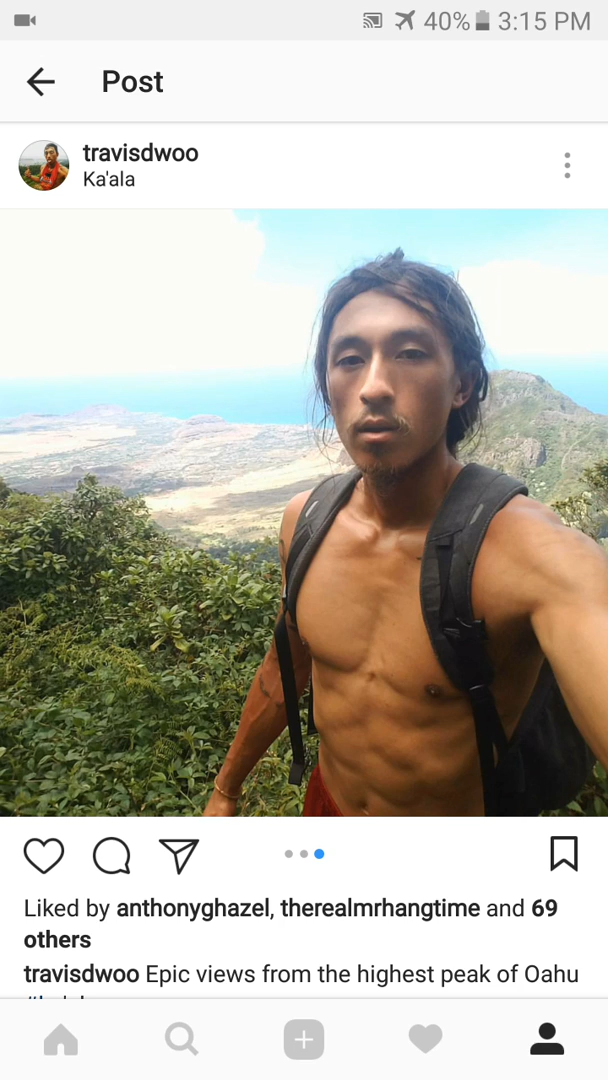 40% 3:15 PM
Post
travisdwoo
Ka'ala
Liked by anthonyghazel, therealmrhangtime and 69
others
travisdwoo Epic views from the highest peak of Oahu